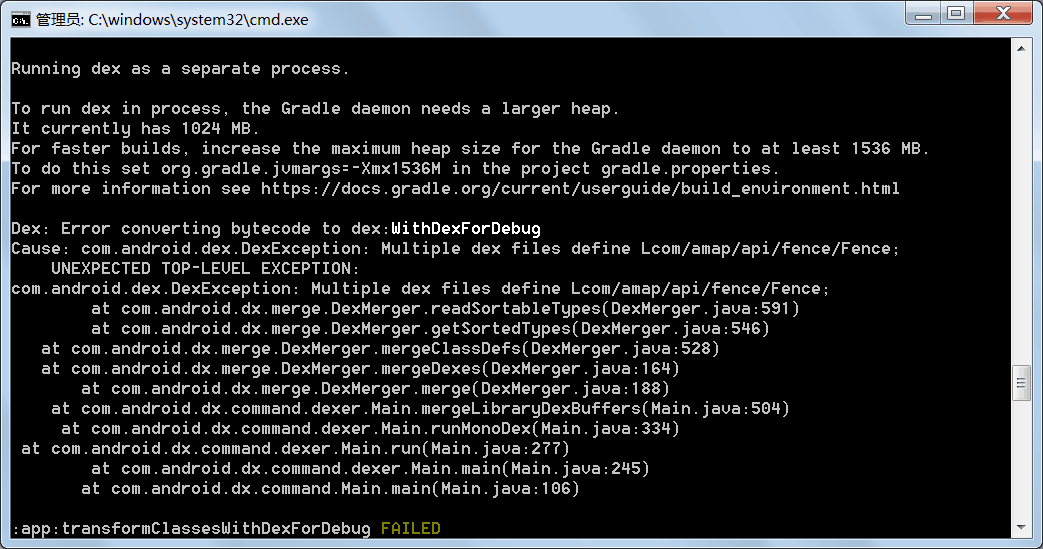 管理员: C:\windows\system32\cmd.exe
Running dex as a separate process.
To run dex in process, the Gradle daemon needs a larger heap.
It currently has 1024 MB.
For faster builds, increase the maximum heap size for the Gradle daemon to at least 1536 MB.
To do this set org.gradle.jvmargs=-Xmx1536M in the project gradle.properties.
For more information see https://docs.gradle.org/current/userguide/build_environment.html
Dex: Error converting bytecode to dex:WithDexForDebug
Cause: com.android.dex.DexException: Multiple dex files define Lcom/amap/api/fence/Fence;
    UNEXPECTED TOP-LEVEL EXCEPTION:
com.android.dex.DexException: Multiple dex files define Lcom/amap/api/fence/Fence;
        at com.android.dx.merge.DexMerger.readSortableTypes(DexMerger.java:591)
        at com.android.dx.merge.DexMerger.getSortedTypes(DexMerger.java:546)
   at com.android.dx.merge.DexMerger.mergeClassDefs(DexMerger.java:528)
   at com.android.dx.merge.DexMerger.mergeDexes(DexMerger.java:164)
       at com.android.dx.merge.DexMerger.merge(DexMerger.java:188)
    at com.android.dx.command.dexer.Main.mergeLibraryDexBuffers(Main.java:504)
     at com.android.dx.command.dexer.Main.runMonoDex(Main.java:334)
 at com.android.dx.command.dexer.Main.run(Main.java:277)
        at com.android.dx.command.dexer.Main.main(Main.java:245)
       at com.android.dx.command.Main.main(Main.java:106)
:app:transformClassesWithDexForDebug FAILED